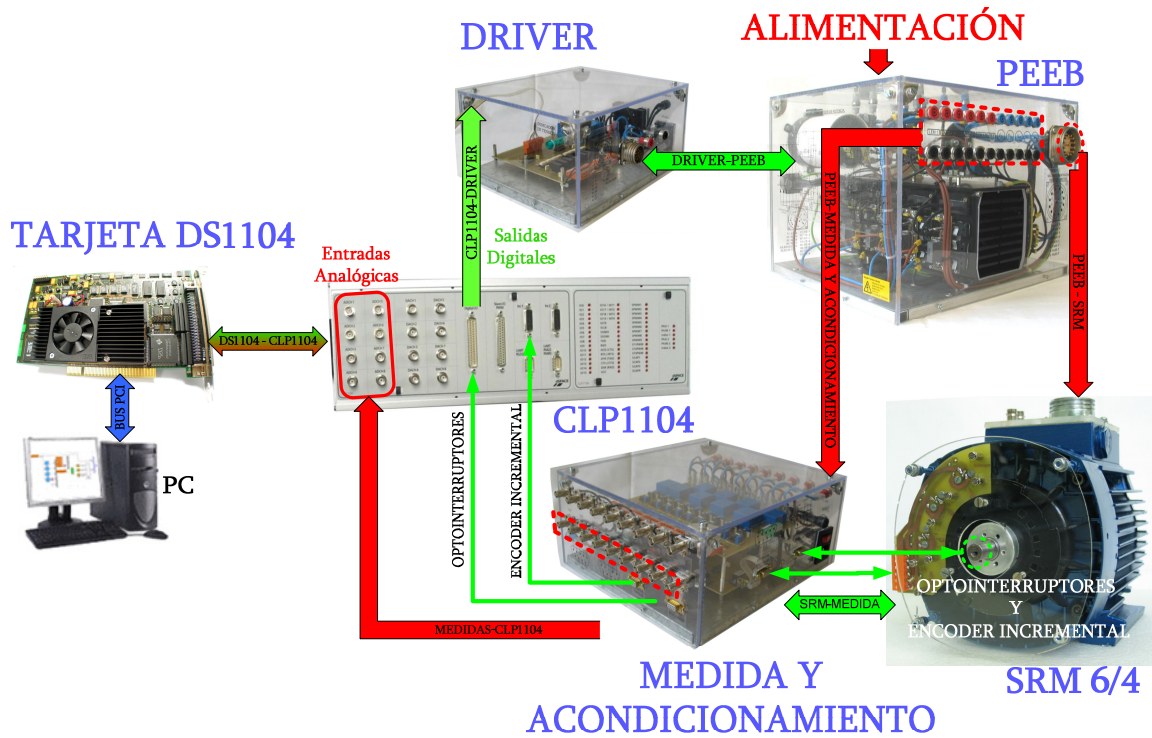 DRIVER
ALIMENTACIÓN
PEEB
DRIVER-PEEB
CLP1104-DRIVER
PEEB-MEDIDA Y ACONDICIONAMIENTO
PEEB - SRM
TARJETA DS1104
Entradas
Analógicas
Salidas
Digitales
DS1104 - CLP1104
BUS PCI
PC
CLP1104
OPTOINTERRUPTORES
ENCODER INCREMENTAL
MEDIDAS-CLP1104
SRM-MEDIDA
OPTOINTERRUPTORES
Y
ENCODER INCREMENTAL
SRM 6/4
MEDIDA Y
ACONDICIONAMIENTO